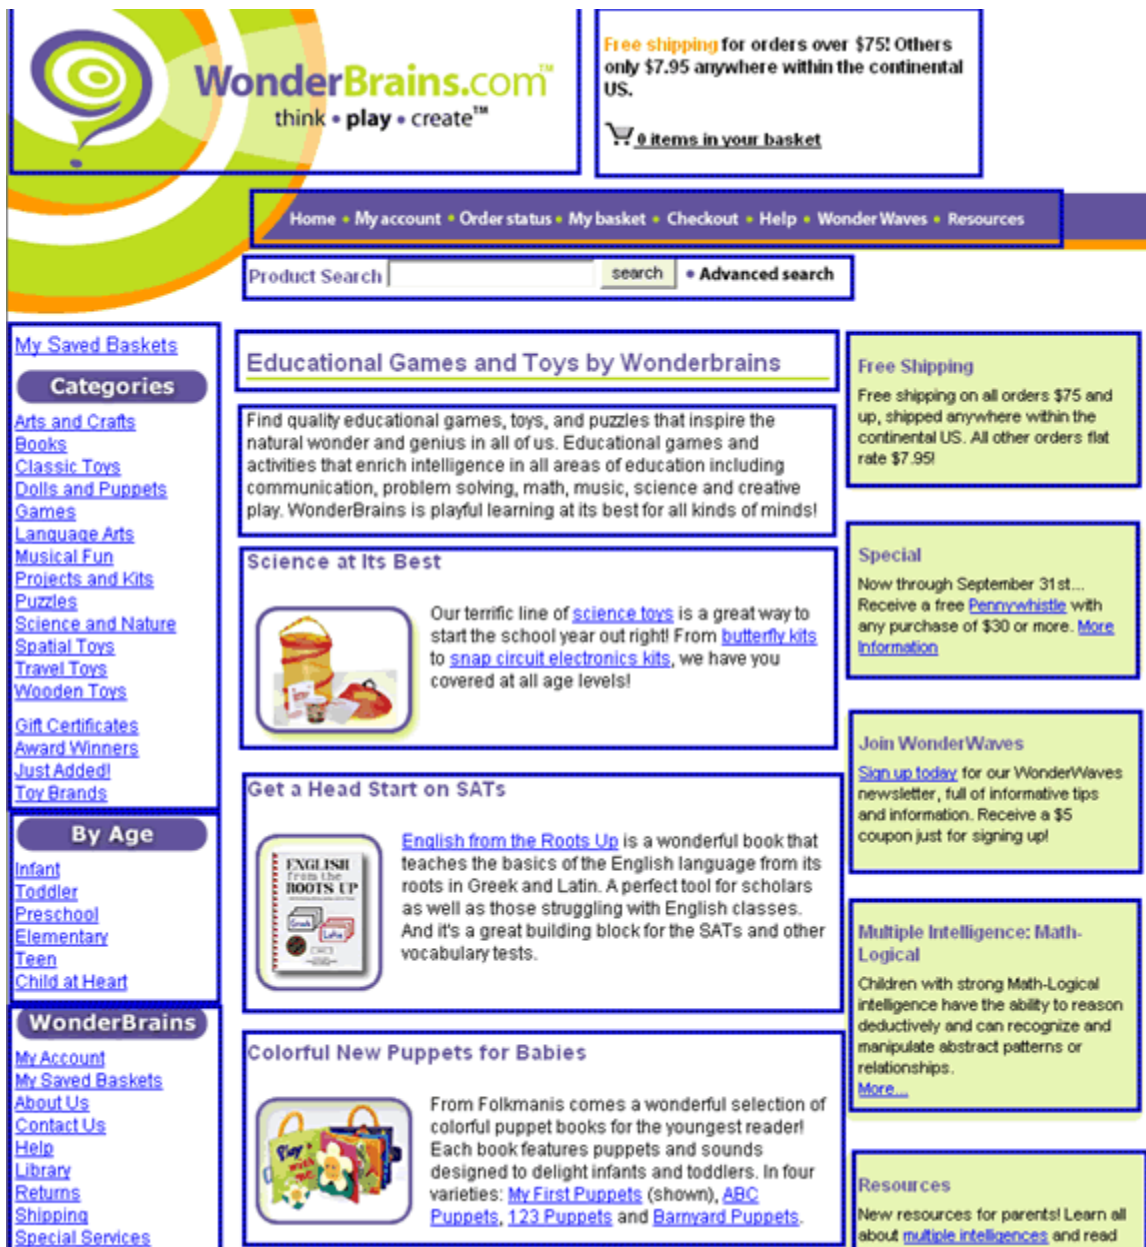 WonderBrains.com™
think • play • create™
Free shipping for orders over $75! Others
only $7.95 anywhere within the continental
US.
0 items in your basket
Home • My account • Order status • My basket • Checkout • Help • WonderWaves • Resources
Product Search search • Advanced search
My Saved Baskets
Categories
Arts and Crafts
Books
Classic Toys
Dolls and Puppets
Games
Language Arts
Musical Fun
Projects and Kits
Puzzles
Science and Nature
Spatial Toys
Travel Toys
Wooden Toys
Gift Certificates
Award Winners
Just Added!
Toy Brands
By Age
Infant
Toddler
Preschool
Elementary
Teen
Child at Heart
WonderBrains
My Account
My Saved Baskets
About Us
Contact Us
Help
Library
Returns
Shipping
Special Services
Educational Games and Toys by Wonderbrains
Find quality educational games, toys, and puzzles that inspire the
natural wonder and genius in all of us. Educational games and
activities that enrich intelligence in all areas of education including
communication, problem solving, math, music, science and creative
play. WonderBrains is playful learning at its best for all kinds of minds!
Science at Its Best
Our terrific line of science toys is a great way to
start the school year out right! From butterfly kits
to snap circuit electronics kits, we have you
covered at all age levels!
Get a Head Start on SATs
ENGLISH
from the
ROOTS UP
Greek
Latin
English from the Roots Up is a wonderful book that
teaches the basics of the English language from its
roots in Greek and Latin. A perfect tool for scholars
as well as those struggling with English classes.
And it's a great building block for the SATs and other
vocabulary tests.
Colorful New Puppets for Babies
Play
with
me
From Folkmanis comes a wonderful selection of
colorful puppet books for the youngest reader!
Each book features puppets and sounds
designed to delight infants and toddlers. In four
varieties: My First Puppets (shown), ABC
Puppets, 123 Puppets and Barnyard Puppets.
Free Shipping
Free shipping on all orders $75 and
up, shipped anywhere within the
continental US. All other orders flat
rate $7.95!
Special
Now through September 31st...
Receive a free Pennywhistle with
any purchase of $30 or more. More
Information
Join WonderWaves
Sign up today for our WonderWaves
newsletter, full of informative tips
and information. Receive a $5
coupon just for signing up!
Multiple Intelligence: Math-
Logical
Children with strong Math-Logical
intelligence have the ability to reason
deductively and can recognize and
manipulate abstract patterns or
relationships.
More...
Resources
New resources for parents! Learn all
about multiple intelligences and read